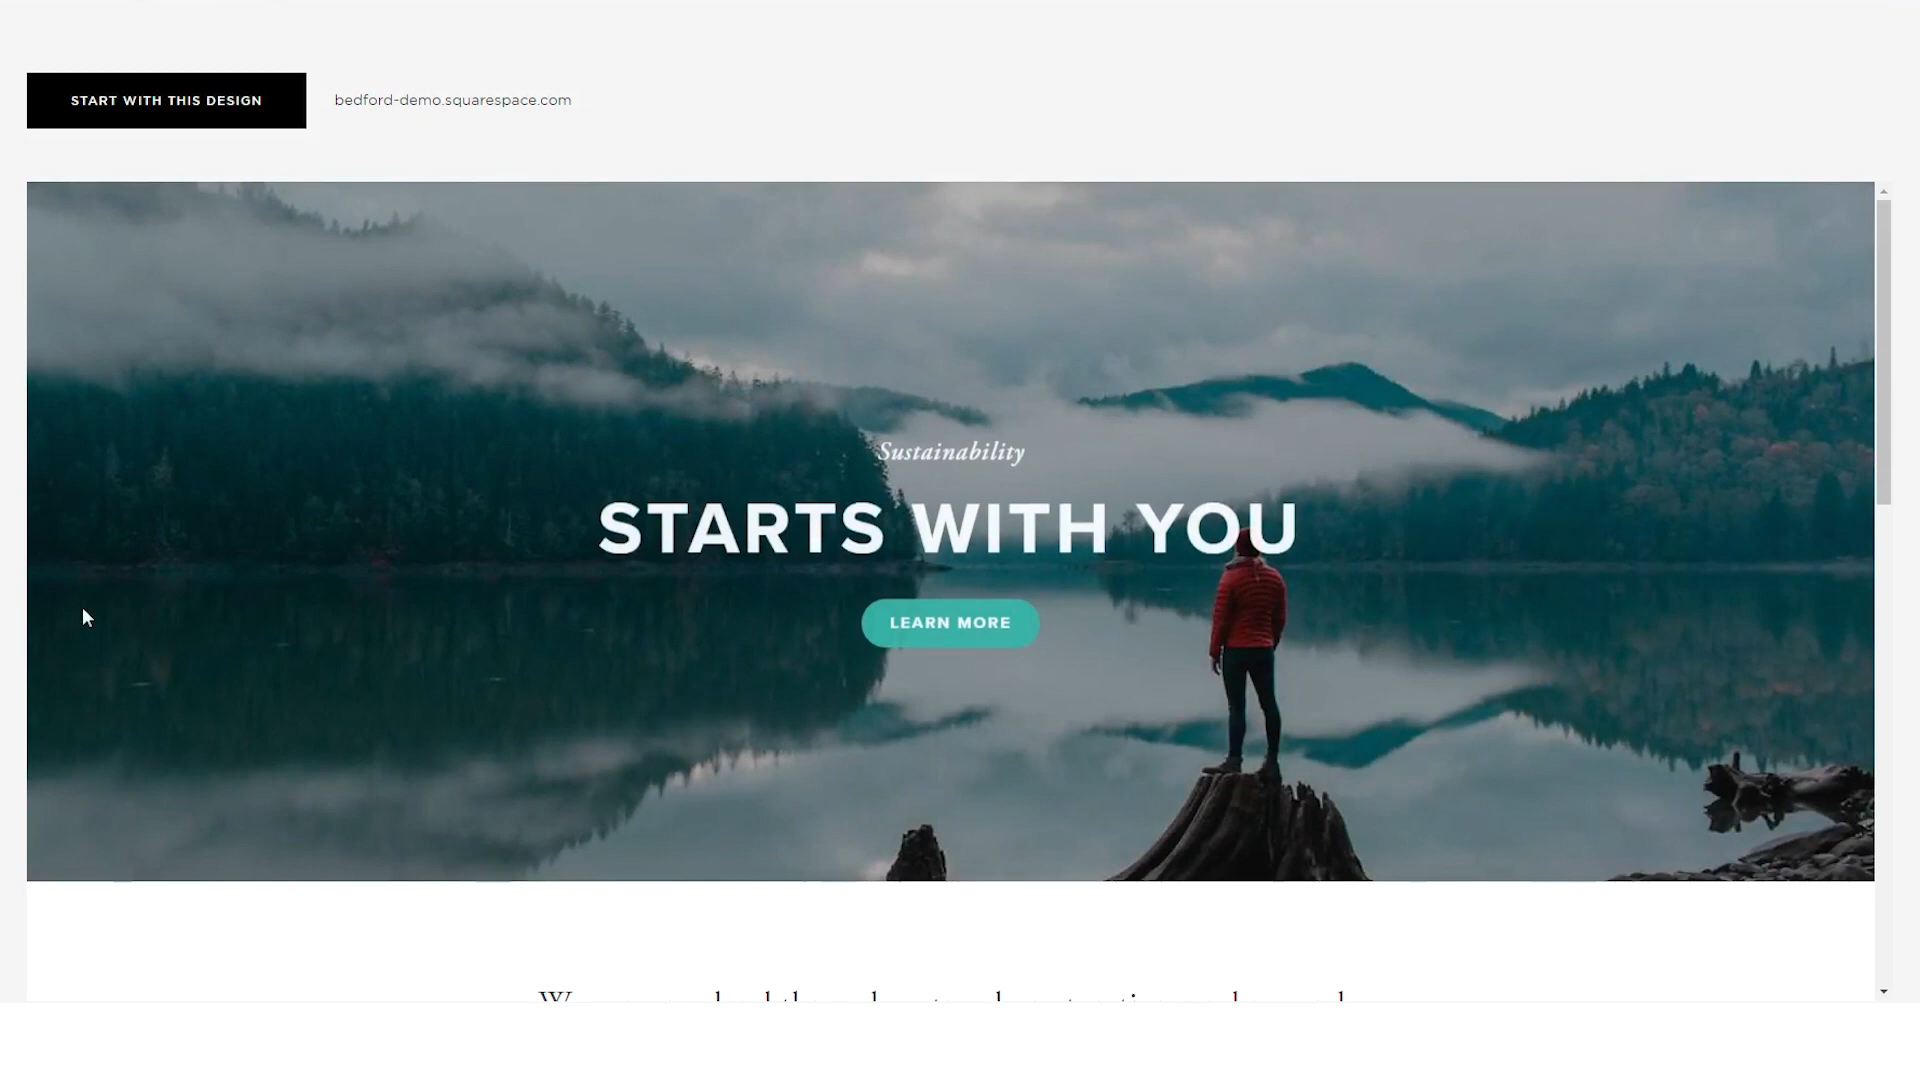 START WITH THIS DESIGN bedford-demo.squarespace.com
Sustainability
STARTS WITH YOU
LEARN MORE